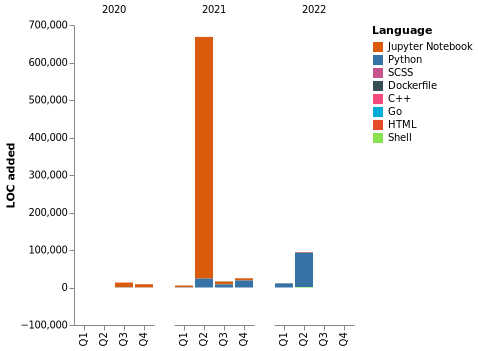 2020 2021 2022
Language
Jupyter Notebook
Python
SCSS
Dockerfile
C++
Go
HTML
Shell
LOC added
700,000
600,000
500,000
400,000
300,000
200,000
100,000
0
−100,000
Q1 Q2 Q3 Q4 Q1 Q2 Q3 Q4 Q1 Q2 Q3 Q4